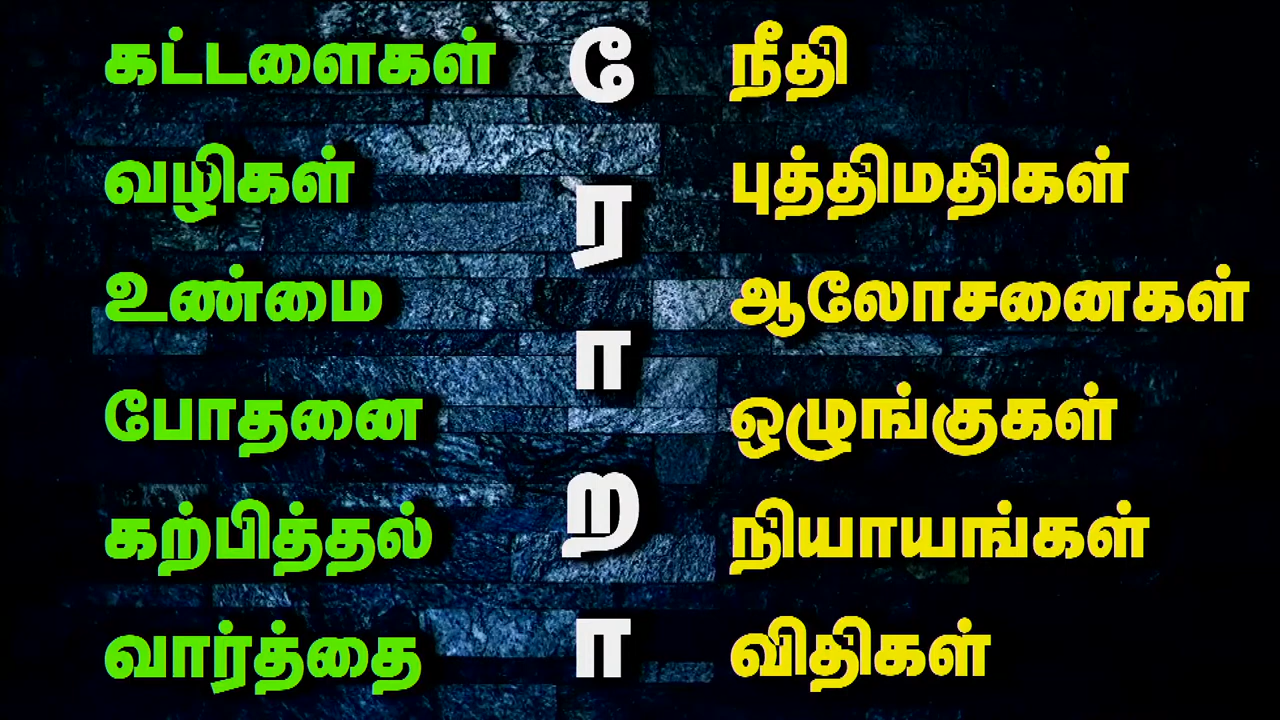 கட்டளைகள்
வழிகள்
உண்மை
போதனை
கற்பித்தல்
வார்த்தை
தோ
ரா
றா
நீதி
புத்திமதிகள்
ஆலோசனைகள்
ஒழுங்குகள்
நியாயங்கள்
விதிகள்